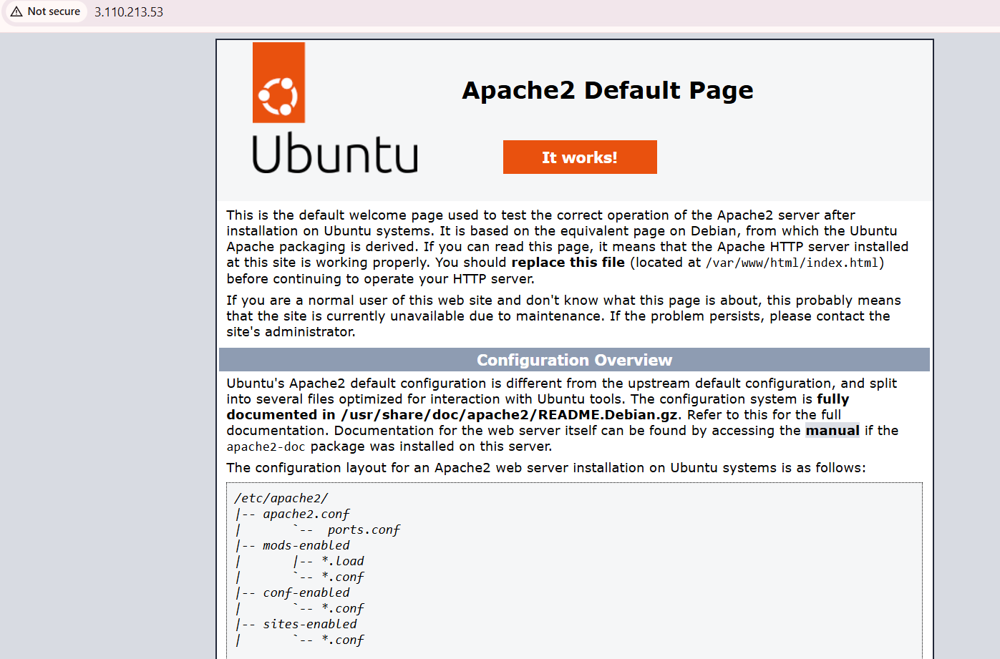 Not secure 3.110.213.53
Apache2 Default Page
Ubuntu
It works!
This is the default welcome page used to test the correct operation of the Apache2 server after
installation on Ubuntu systems. It is based on the equivalent page on Debian, from which the Ubuntu
Apache packaging is derived. If you can read this page, it means that the Apache HTTP server installed
at this site is working properly. You should replace this file (located at /var/www/html/index.html)
before continuing to operate your HTTP server.
If you are a normal user of this web site and don't know what this page is about, this probably means
that the site is currently unavailable due to maintenance. If the problem persists, please contact the
site's administrator.
Configuration Overview
Ubuntu's Apache2 default configuration is different from the upstream default configuration, and split
into several files optimized for interaction with Ubuntu tools. The configuration system is fully
documented in /usr/share/doc/apache2/README.Debian.gz. Refer to this for the full
documentation. Documentation for the web server itself can be found by accessing the manual if the
apache2-doc package was installed on this server.
The configuration layout for an Apache2 web server installation on Ubuntu systems is as follows:
/etc/apache2/
|-- apache2.conf
|       `--  ports.conf
|-- mods-enabled
|       |-- *.load
|       `-- *.conf
|-- conf-enabled
|       `-- *.conf
|-- sites-enabled
|       `-- *.conf